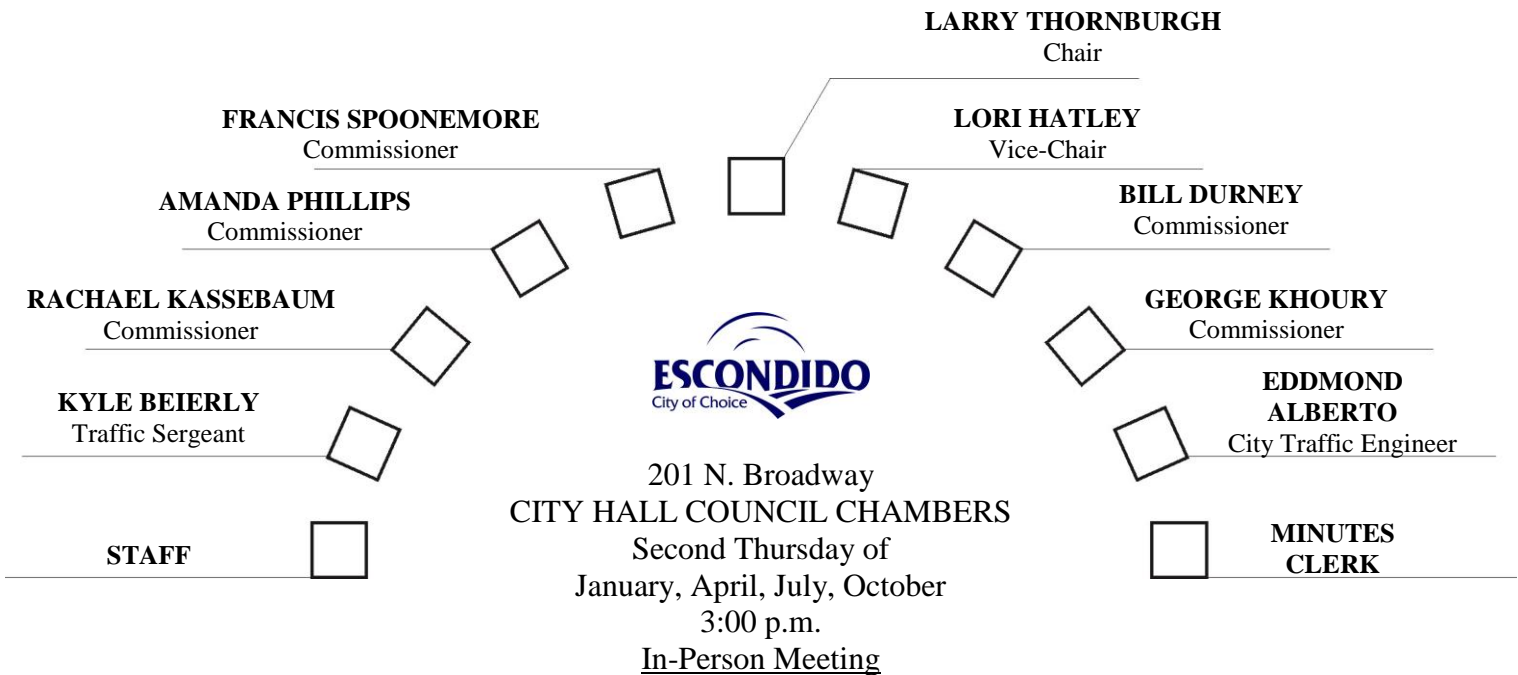 LARRY THORNBURGH
Chair
FRANCIS SPOONEMORE
Commissioner
LORI HATLEY
Vice-Chair
AMANDA PHILLIPS
Commissioner
BILL DURNEY
Commissioner
RACHAEL KASSEBAUM
Commissioner
GEORGE KHOURY
Commissioner
KYLE BEIERLY
Traffic Sergeant
EDDMOND
ALBERTO
City Traffic Engineer
STAFF
MINUTES
CLERK
ESCONDIDO
City of Choice
201 N. Broadway
CITY HALL COUNCIL CHAMBERS
Second Thursday of
January, April, July, October
3:00 p.m.
In-Person Meeting